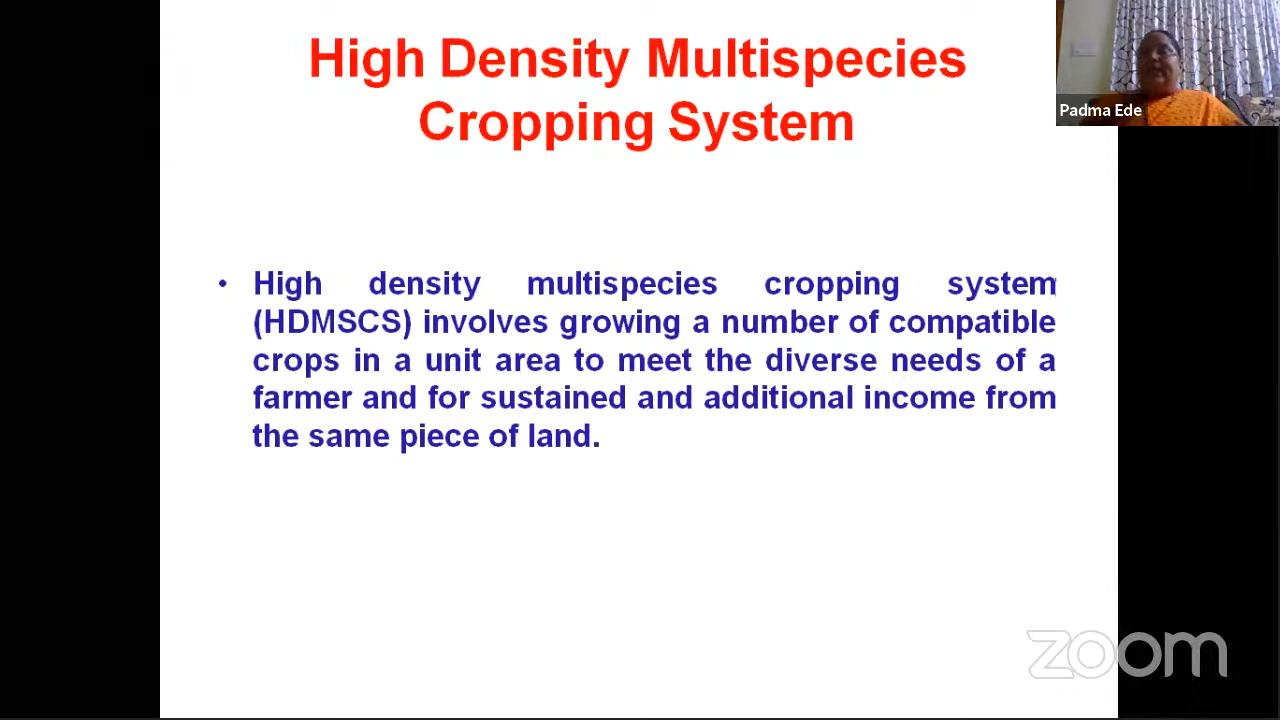 High Density Multispecies
Cropping System
Padma Ede
• High density multispecies cropping system
(HDMSCS) involves growing a number of compatible
crops in a unit area to meet the diverse needs of a
farmer and for sustained and additional income from
the same piece of land.
zoom